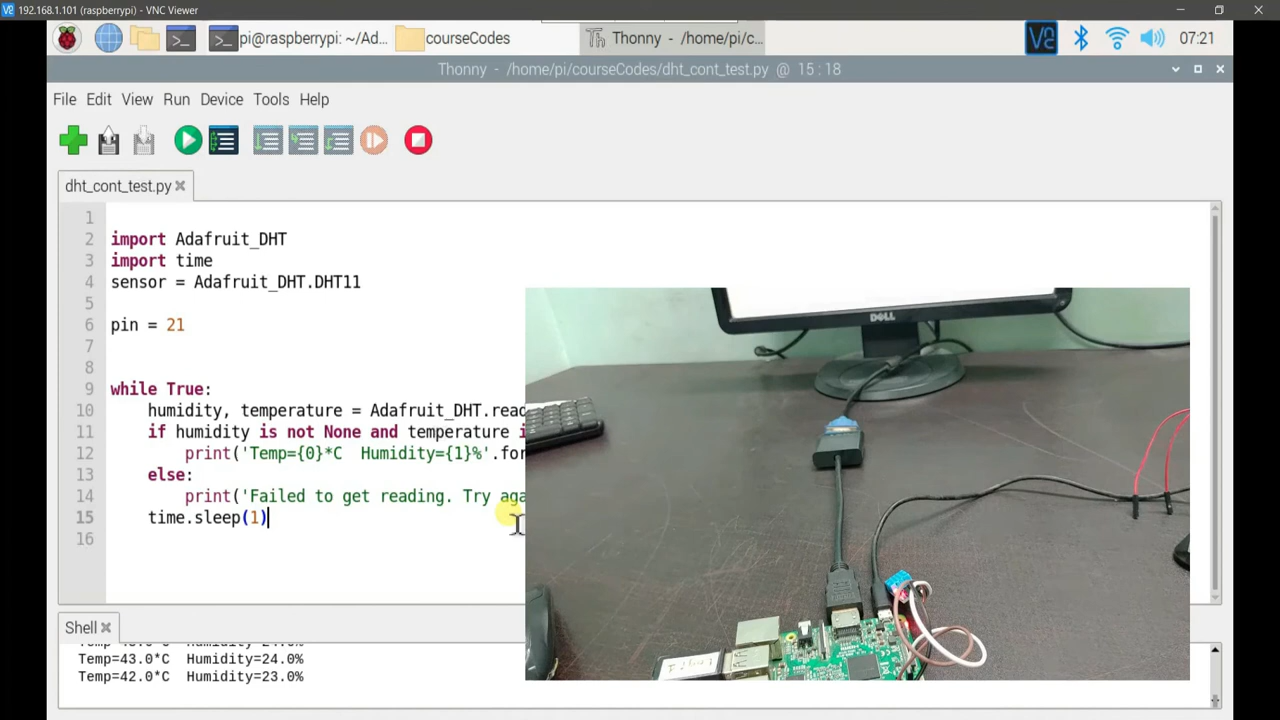 192.168.1.101 (raspberrypi) - VNC Viewer
pi@raspberrypi: ~/Ad... courseCodes Thonny - /home/pi/c... 07:21
Thonny - /home/pi/courseCodes/dht_cont_test.py @ 15 : 18
File Edit View Run Device Tools Help
dht_cont_test.py
1
2 import Adafruit_DHT
3 import time
4 sensor = Adafruit_DHT.DHT11
5
6 pin = 21
7
8
9 while True:
10 humidity, temperature = Adafruit_DHT.read
11 if humidity is not None and temperature i
12 print('Temp={0}*C Humidity={1}%'.for
13 else:
14 print('Failed to get reading. Try aga
15 time.sleep(1)
16
DELL
Shell
Temp=43.0*C Humidity=24.0%
Temp=42.0*C Humidity=23.0%